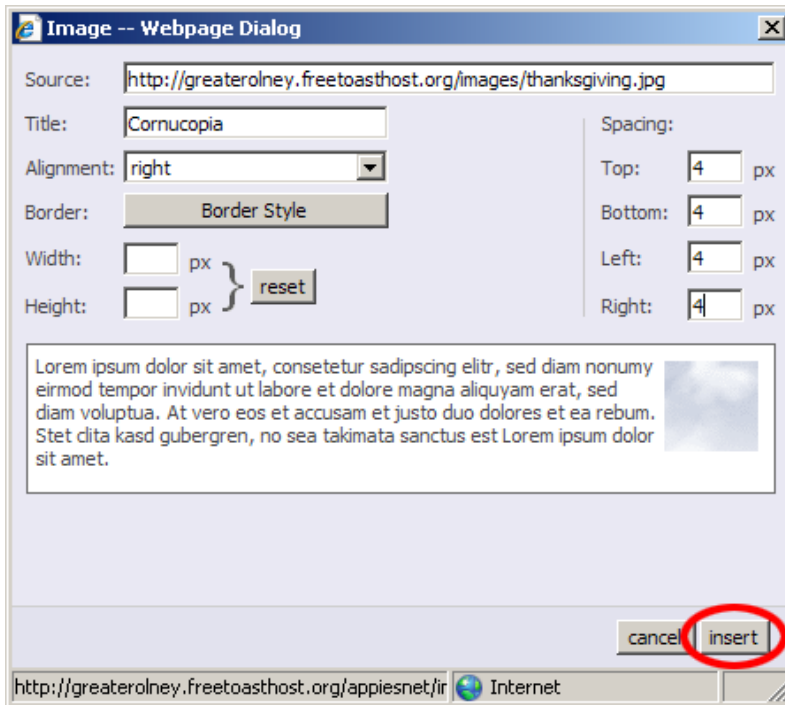 Image -- Webpage Dialog
Source: http://greaterolney.freetoasthost.org/images/thanksgiving.jpg
Title: Cornucopia
Spacing:
Alignment: right
Top: 4 px
Border: Border Style
Bottom: 4 px
Width: px
Left: 4 px
reset
Height: px
Right: 4 px
Lorem ipsum dolor sit amet, consetetur sadipscing elitr, sed diam nonumy
eirmod tempor invidunt ut labore et dolore magna aliquyam erat, sed
diam voluptua. At vero eos et accusam et justo duo dolores et ea rebum.
Stet clita kasd gubergren, no sea takimata sanctus est Lorem ipsum dolor
sit amet.
cancel insert
http://greaterolney.freetoasthost.org/appiesnet/ir Internet